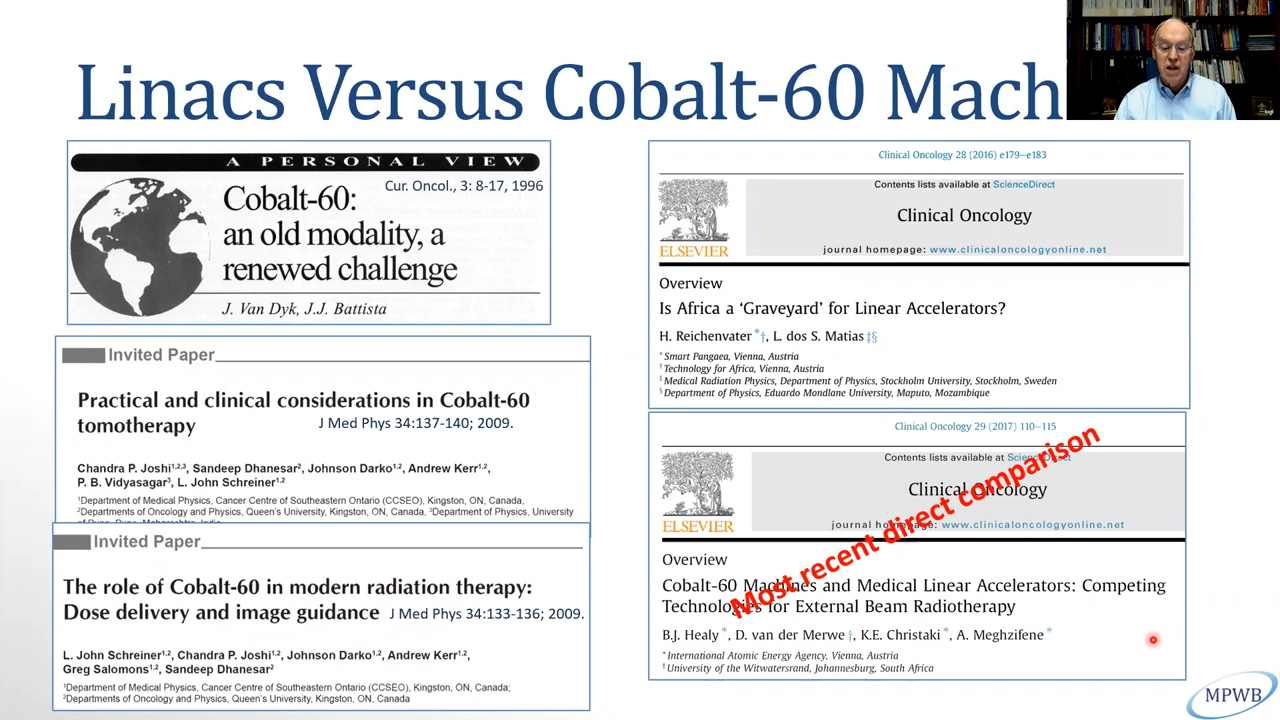 Linacs Versus Cobalt-60 Mach
A PERSONAL VIEW
Cur. Oncol., 3: 8-17, 1996
Cobalt-60:
an old modality, a
renewed challenge
J. Van Dyk, J.J. Battista
Invited Paper
Practical and clinical considerations in Cobalt-60
tomotherapy
J Med Phys 34:137-140; 2009.
Chandra P. Joshi1,2,3, Sandeep Dhanesar2, Johnson Darko1,2, Andrew Kerr1,2,
P. B. Vidyasagar3, L. John Schreiner1,2
1Department of Medical Physics, Cancer Centre of Southeastern Ontario (CCSEO), Kingston, ON, Canada,
2Departments of Oncology and Physics, Queen's University, Kingston, ON, Canada, 3Department of Physics, University
of Pune, Pune, Maharashtra, India
Invited Paper
The role of Cobalt-60 in modern radiation therapy:
Dose delivery and image guidance
J Med Phys 34:133-136; 2009.
L. John Schreiner1,2, Chandra P. Joshi1,2, Johnson Darko1,2, Andrew Kerr1,2,
Greg Salomons1,2, Sandeep Dhanesar2
1Department of Medical Physics, Cancer Centre of Southeastern Ontario (CCSEO), Kingston, ON, Canada;
2Departments of Oncology and Physics, Queen's University, Kingston, ON, Canada
Clinical Oncology 28 (2016) e179–e183
Contents lists available at ScienceDirect
Clinical Oncology
ELSEVIER
journal homepage: www.clinicaloncologyonline.net
Overview
Is Africa a 'Graveyard' for Linear Accelerators?
H. Reichenvater *†, L. dos S. Matias ‡§
* Smart Pangaea, Vienna, Austria
† Technology for Africa, Vienna, Austria
‡ Medical Radiation Physics, Department of Physics, Stockholm University, Stockholm, Sweden
§ Department of Physics, Eduardo Mondlane University, Maputo, Mozambique
Clinical Oncology 29 (2017) 110–115
Contents lists available at ScienceDirect
Clinical Oncology
ELSEVIER
journal homepage: www.clinicaloncologyonline.net
Most recent direct comparison
Overview
Cobalt-60 Machines and Medical Linear Accelerators: Competing
Technologies for External Beam Radiotherapy
B.J. Healy *, D. van der Merwe †, K.E. Christaki *, A. Meghzifene *
* International Atomic Energy Agency, Vienna, Austria
† University of the Witwatersrand, Johannesburg, South Africa
MPWB